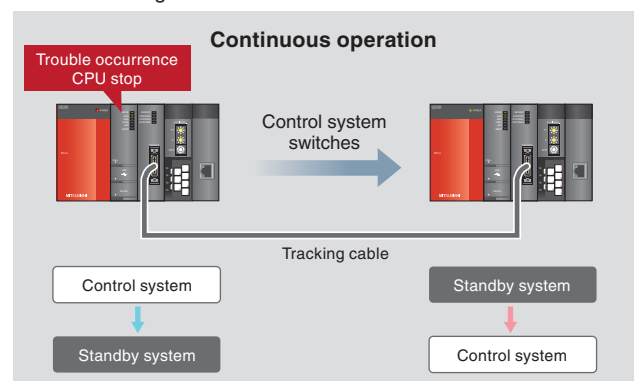 Continuous operation
Trouble occurrence
CPU stop
Control system
switches
MITSUBISHI
Tracking cable
Control system
Standby system
Standby system
Control system